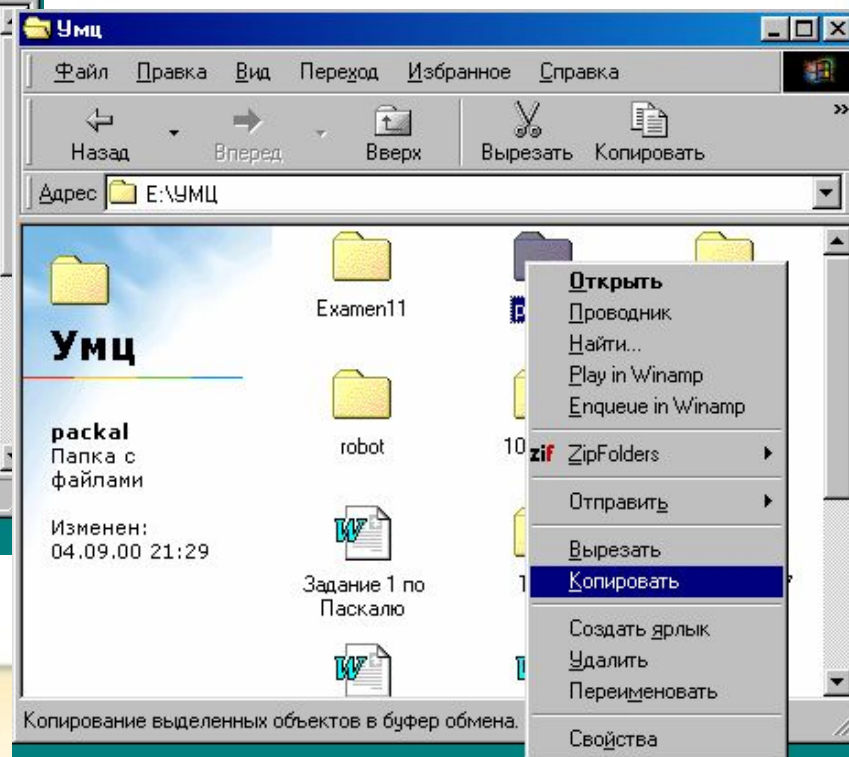 Умц
Файл Правка Вид Переход Избранное Справка
Назад Вперед Вверх Вырезать Копировать »
Адрес E:\УМЦ
Умц
packal
Папка с
файлами
Изменен:
04.09.00 21:29
Examen11
robot
10
Задание 1 по
Паскалю
Открыть
Проводник
Найти...
Play in Winamp
Enqueue in Winamp
zif ZipFolders
Отправить
Вырезать
Копировать
Создать ярлык
Удалить
Переименовать
Свойства
Копирование выделенных объектов в буфер обмена.